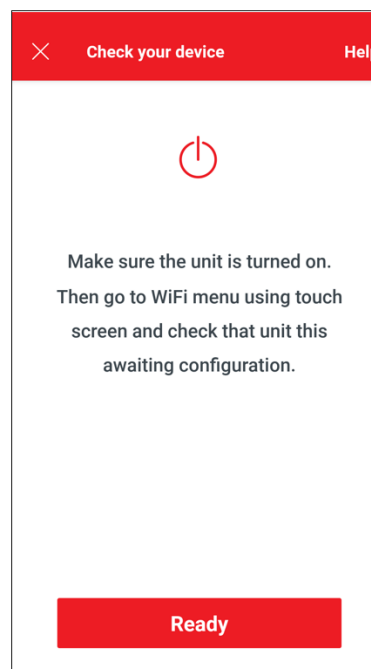 Check your device Hel
Make sure the unit is turned on.
Then go to WiFi menu using touch
screen and check that unit this
awaiting configuration.
Ready